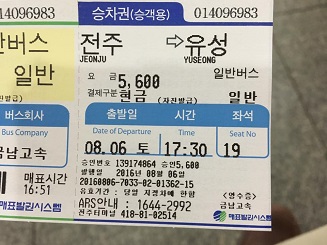 승차권(승객용) 014096983
반버스 전주 ⇨유성
JEONJU YUSEONG
일반 요 금 5,600 일반버스
결제구분 현금 (자진발급) 일반
버스회사 출발일 시간 좌석
Bus Company Date of Departure Time Seat No
금남고속 08.06 토 17:30 19
승인번호 139174864 승인5,600
매표시간 발행일 2016년 08월 06일
16:51 20160806-7033-02-01362-15
유효기간 : 당일 지정차에 한함
ARS안내 : 1644-2992 <영수증>
금남고속
전주터미널 418-81-02514
매표빌리시스템